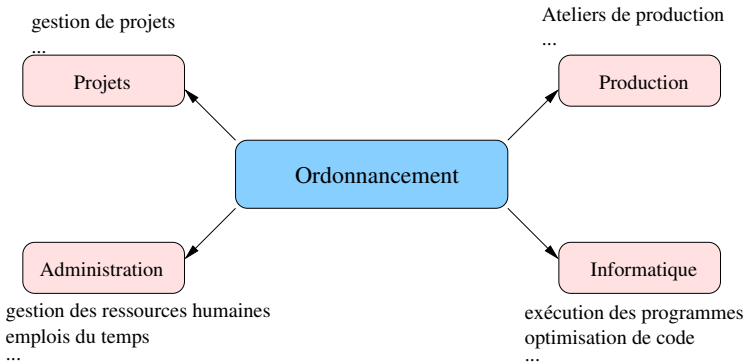 gestion de projets
...
Projets
Ateliers de production
...
Production
Ordonnancement
Administration
gestion des ressources humaines
emplois du temps
...
Informatique
exécution des programmes
optimisation de code
...